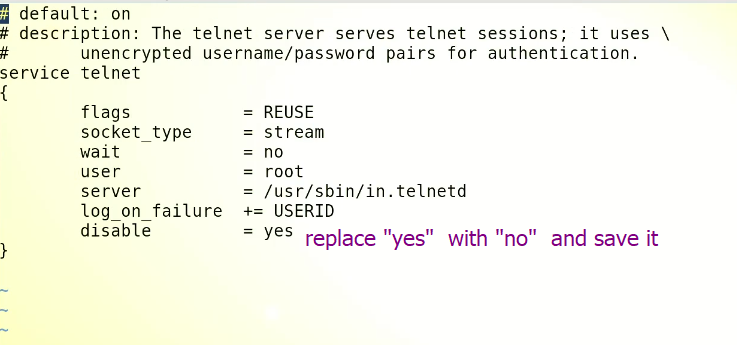 # default: on
# description: The telnet server serves telnet sessions; it uses \
#       unencrypted username/password pairs for authentication.
service telnet
{
        flags           = REUSE
        socket_type     = stream
        wait            = no
        user            = root
        server          = /usr/sbin/in.telnetd
        log_on_failure  += USERID
        disable         = yes replace "yes" with "no" and save it
}
~
~
~